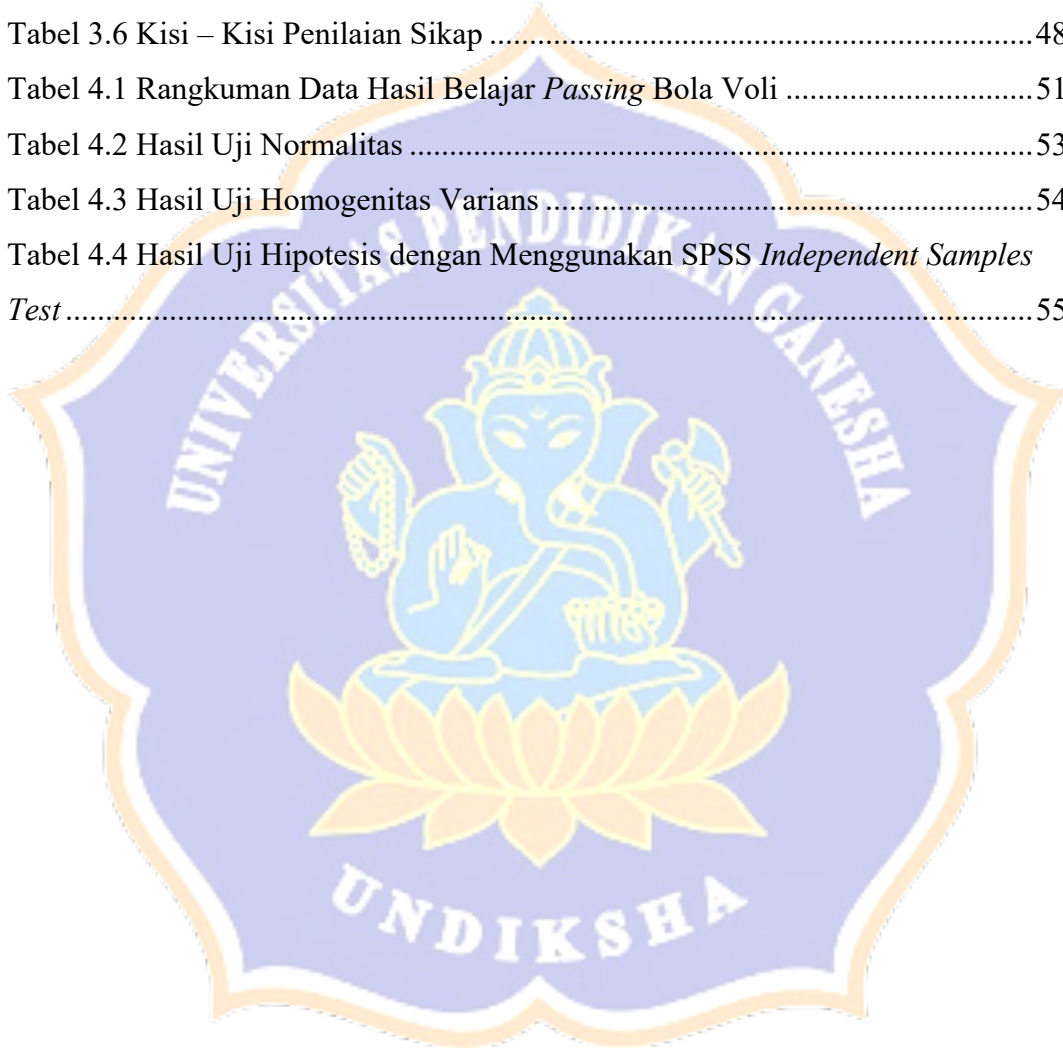 Tabel 3.6 Kisi – Kisi Penilaian Sikap ....................................................................48
Tabel 4.1 Rangkuman Data Hasil Belajar Passing Bola Voli ...............................51
Tabel 4.2 Hasil Uji Normalitas ..............................................................................53
Tabel 4.3 Hasil Uji Homogenitas Varians .............................................................54
Tabel 4.4 Hasil Uji Hipotesis dengan Menggunakan SPSS Independent Samples
Test .........................................................................................................................55
UNIVERSITAS PENDIDIKAN GANESHA
UNDIKSHA